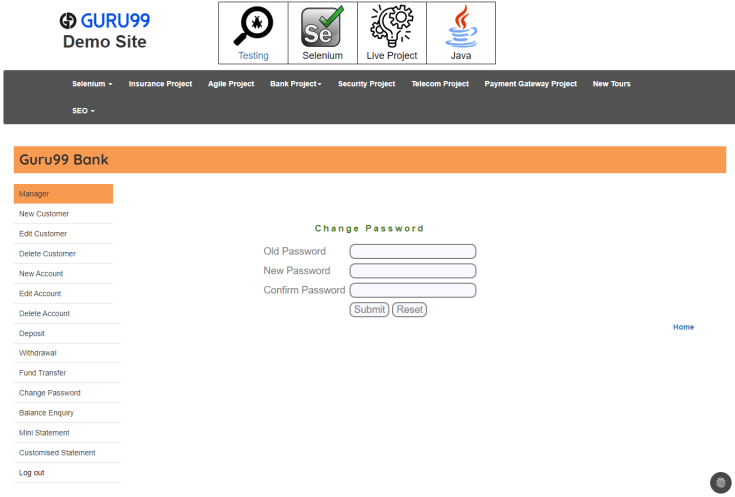 GURU99
Demo Site
Se
Testing
Selenium
Live Project
Java
Selenium
Insurance Project
Agile Project
Bank Project
Security Project
Telecom Project
Payment Gateway Project
New Tours
SEO
Guru99 Bank
Manager
New Customer
Edit Customer
Delete Customer
New Account
Edit Account
Delete Account
Deposit
Withdrawal
Fund Transfer
Change Password
Balance Enquiry
Mini Statement
Customised Statement
Log out
Change Password
Old Password
New Password
Confirm Password
Submit Reset
Home